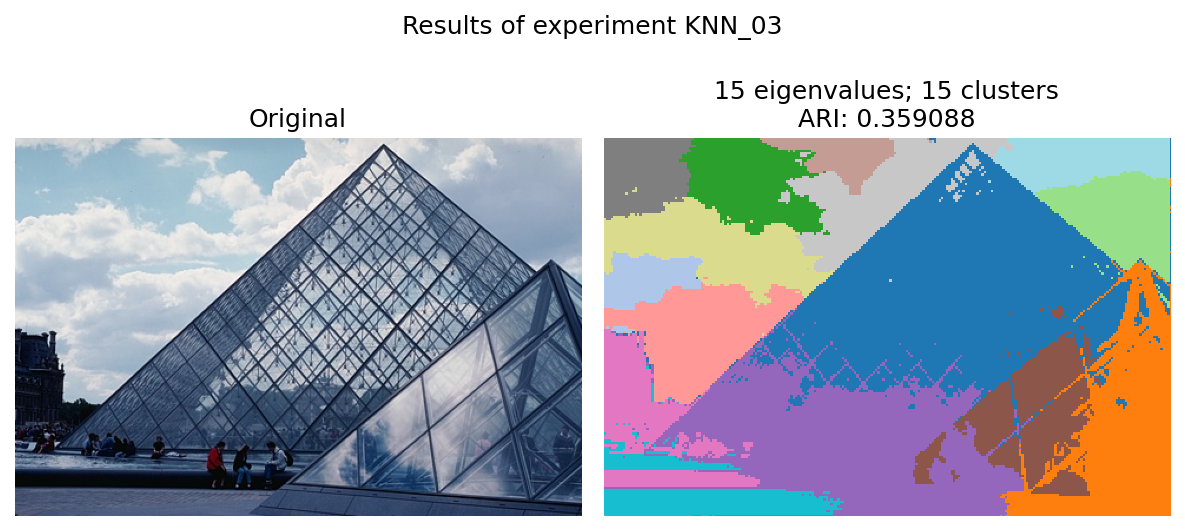 Results of experiment KNN_03
Original
15 eigenvalues; 15 clusters
ARI: 0.359088